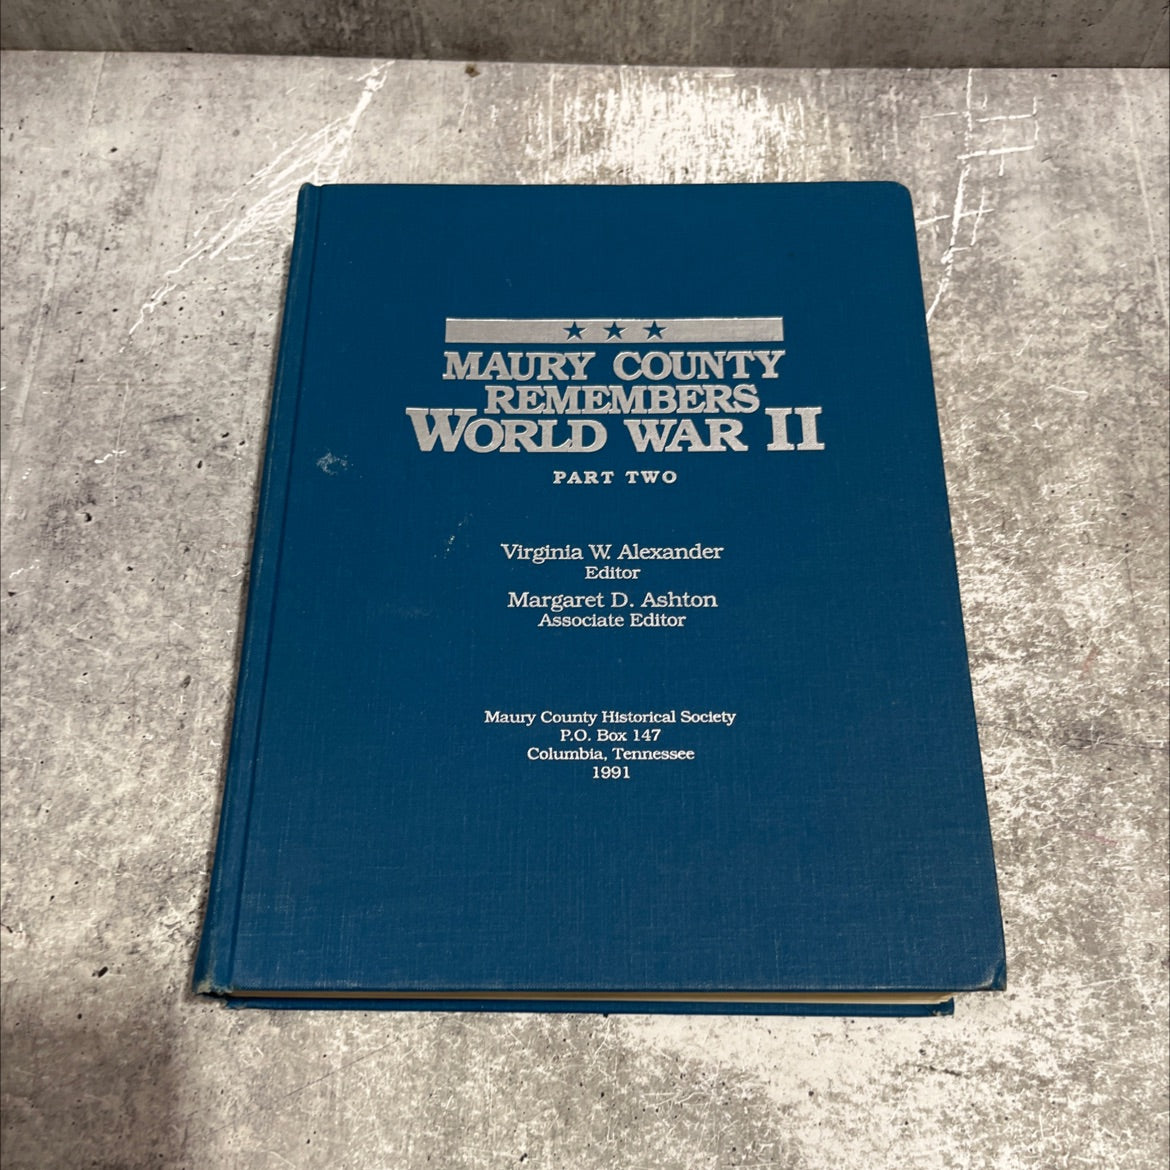 MAURY COUNTY
REMEMBERS
WORLD WAR II
PART TWO
Virginia W. Alexander
Editor
Margaret D. Ashton
Associate Editor
Maury County Historical Society
P.O. Box 147
Columbia, Tennessee
1991